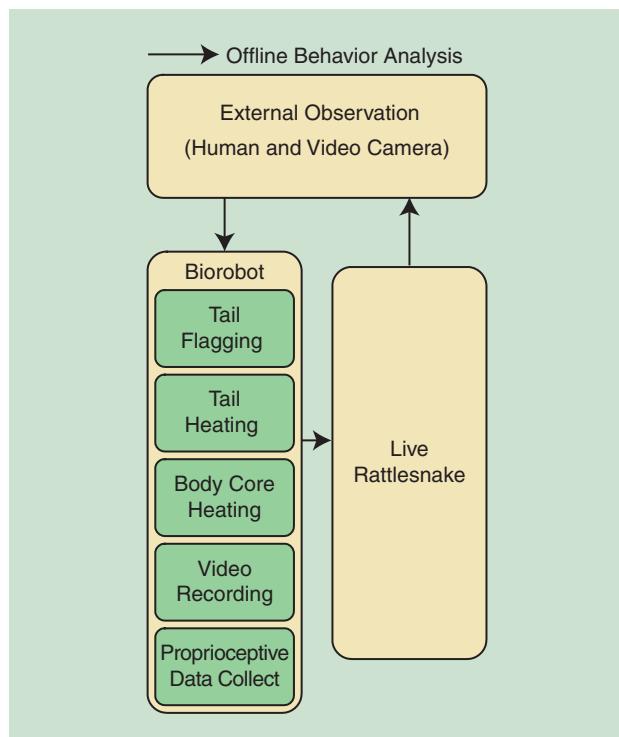 Offline Behavior Analysis
External Observation
(Human and Video Camera)
Biorobot
Tail
Flagging
Tail
Heating
Body Core
Heating
Video
Recording
Proprioceptive
Data Collect
Live
Rattlesnake